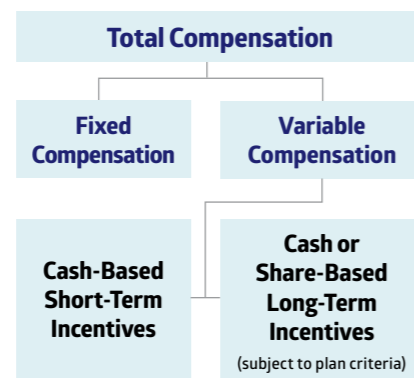 Total Compensation
Fixed
Compensation
Variable
Compensation
Cash-Based
Short-Term
Incentives
Cash or
Share-Based
Long-Term
Incentives
(subject to plan criteria)